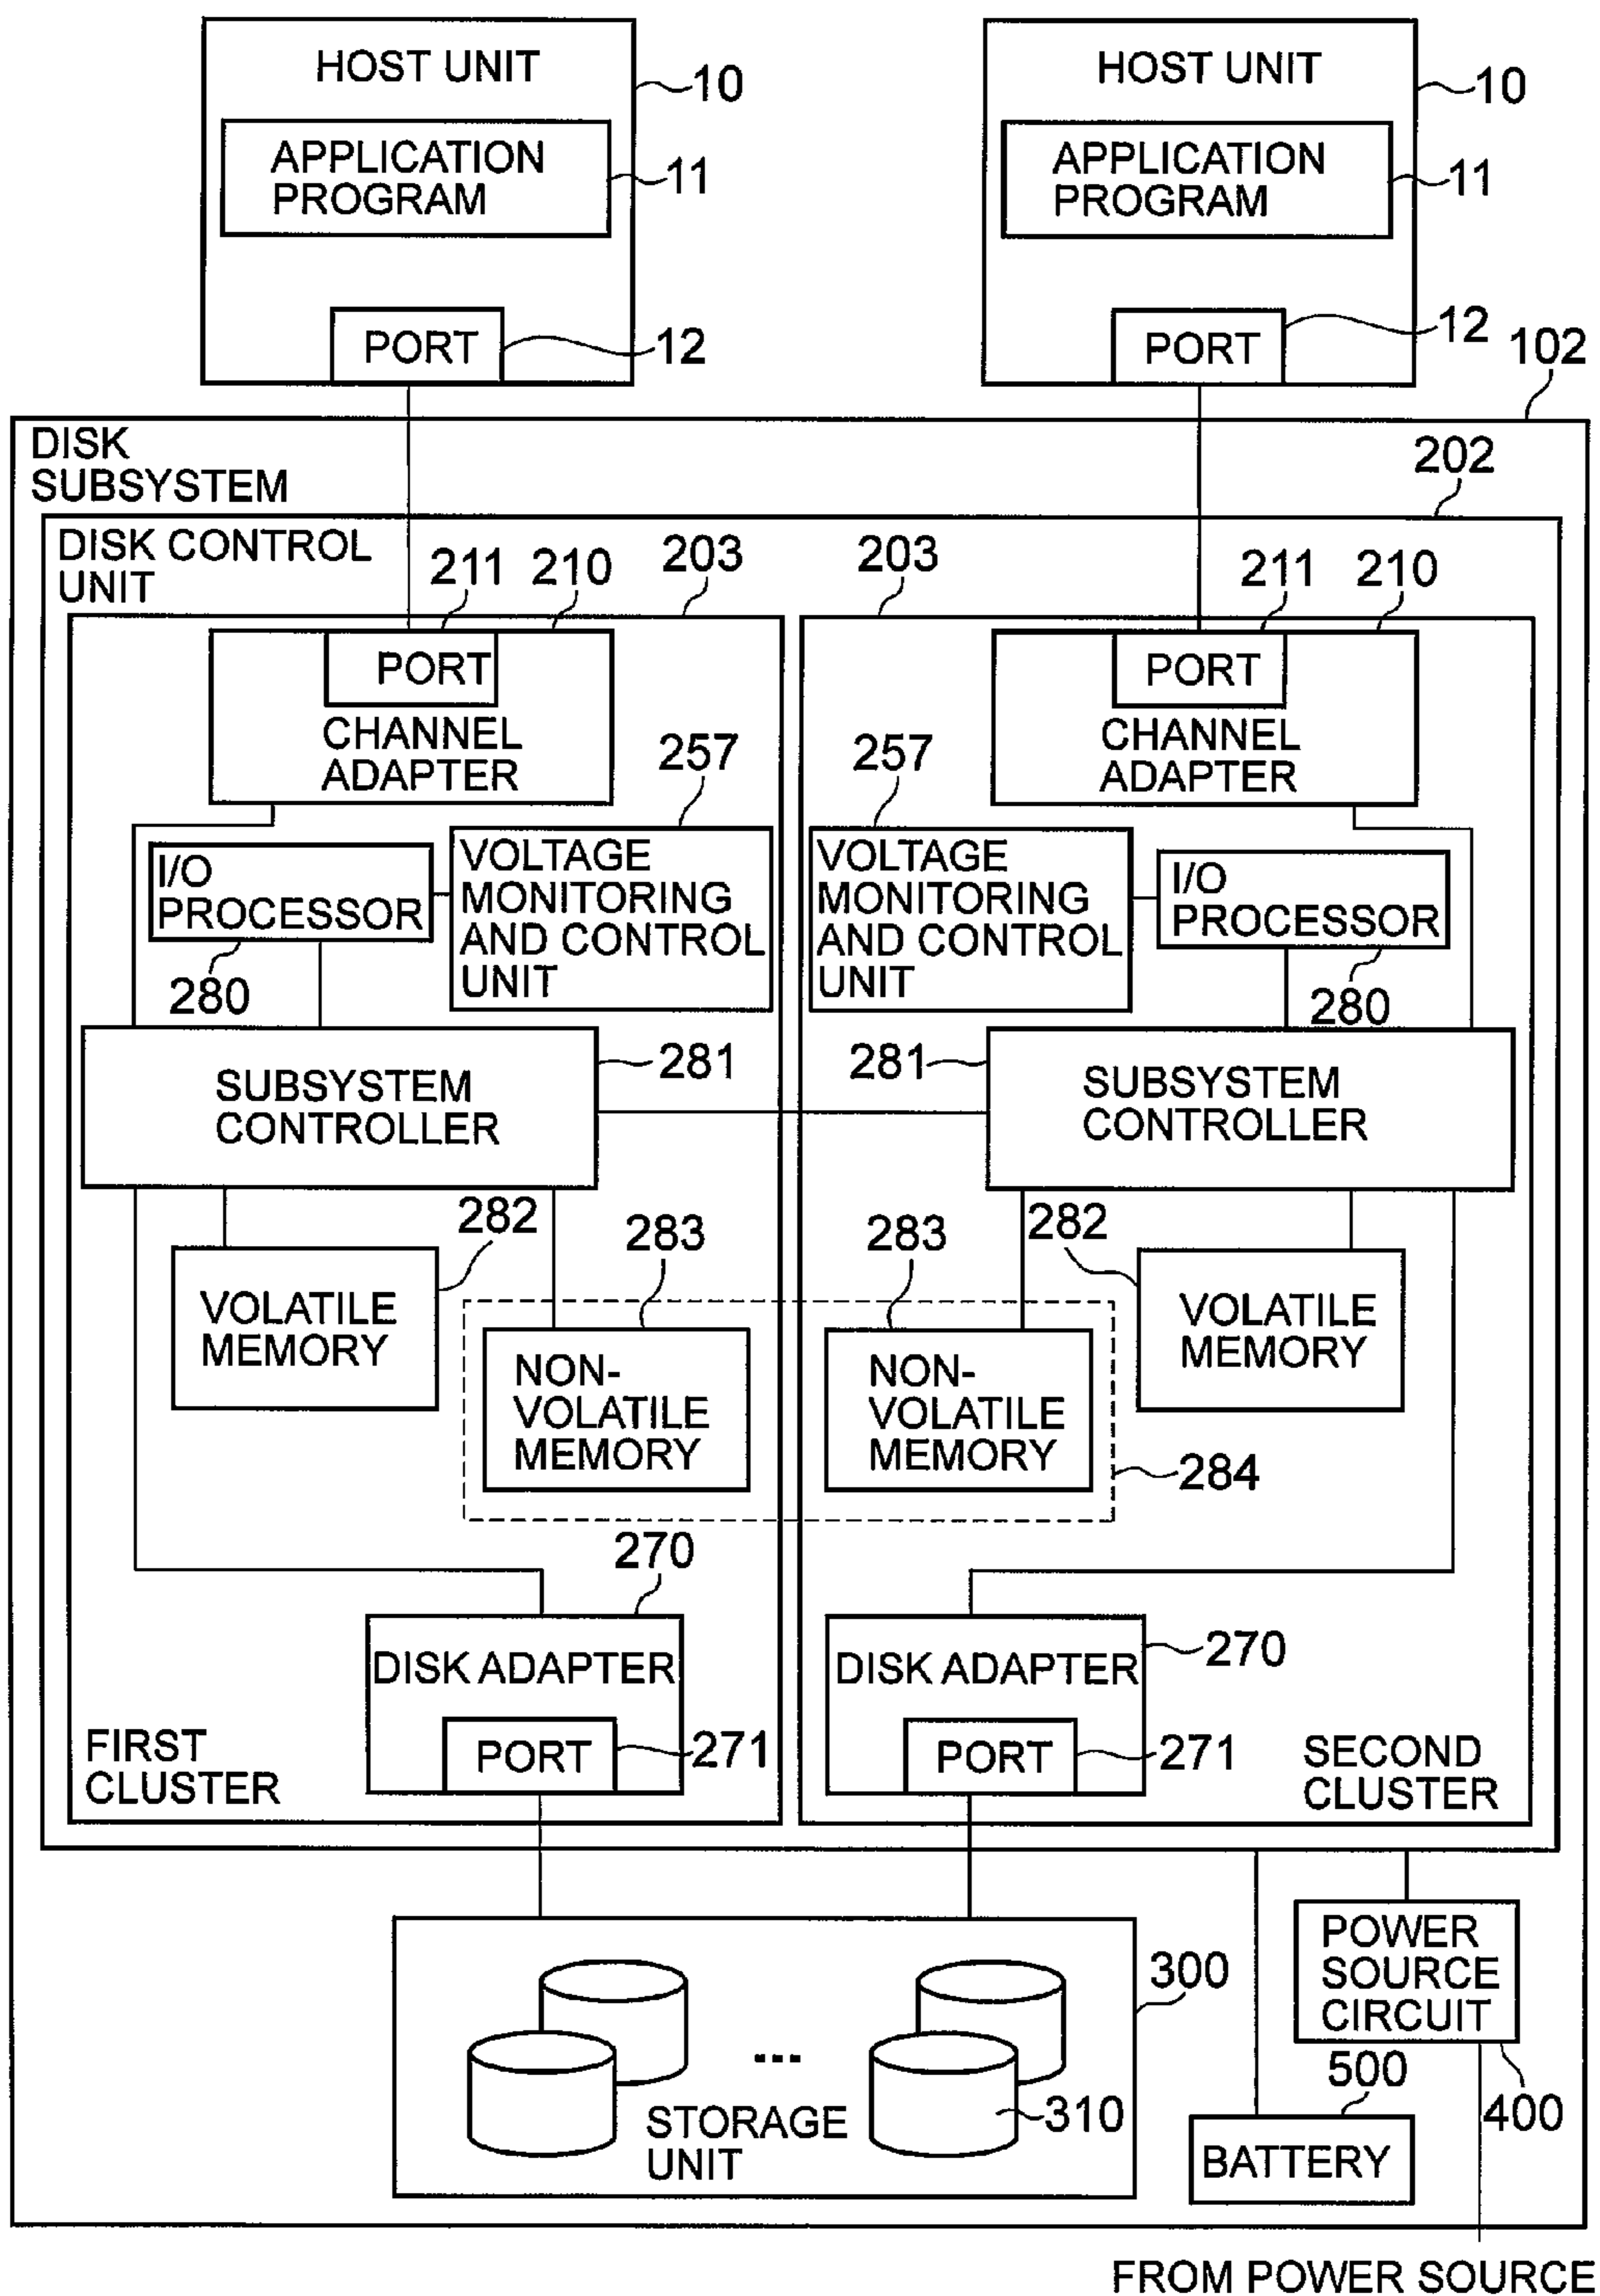 HOST UNIT
10
APPLICATION
PROGRAM
11
PORT
12
HOST UNIT
10
APPLICATION
PROGRAM
11
PORT
12
102
DISK
SUBSYSTEM
202
DISK CONTROL
UNIT
211
210
203
203
211
210
PORT
CHANNEL
ADAPTER
PORT
CHANNEL
ADAPTER
257
257
I/O
PROCESSOR
280
VOLTAGE
MONITORING
AND CONTROL
UNIT
VOLTAGE
MONITORING
AND CONTROL
UNIT
I/O
PROCESSOR
280
SUBSYSTEM
CONTROLLER
281
281
SUBSYSTEM
CONTROLLER
282
283
283
282
VOLATILE
MEMORY
NON-
VOLATILE
MEMORY
NON-
VOLATILE
MEMORY
VOLATILE
MEMORY
284
270
DISK ADAPTER
PORT
271
DISK ADAPTER
270
PORT
271
FIRST
CLUSTER
SECOND
CLUSTER
300
...
310
STORAGE
UNIT
POWER
SOURCE
CIRCUIT
400
500
BATTERY
FROM POWER SOURCE